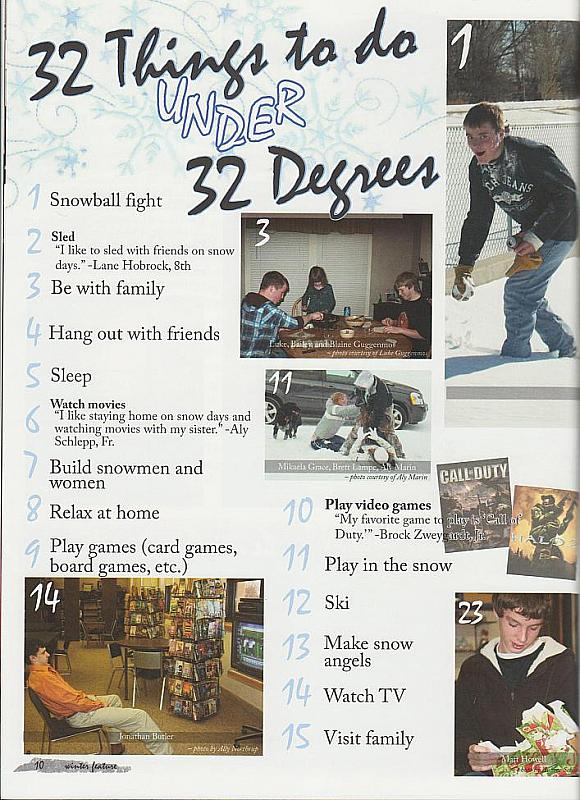 32 Things to do
UNDER
32 Degrees
1
1 Snowball fight
2 Sled
"I like to sled with friends on snow
days." -Lane Hobrock, 8th
3 Be with family
4 Hang out with friends
5 Sleep
6 Watch movies
"I like staying home on snow days and
watching movies with my sister." -Aly
Schlepp, Fr.
7 Build snowmen and
women
8 Relax at home
9 Play games (card games,
board games, etc.)
3
Luke, Bailey and Blaine Guggenmos
~ photo courtesy of Luke Guggenmos
11
Mikaela Grace, Brett Lampe, Aly Marin
~ photo courtesy of Aly Marin
CALL OF DUTY
HALO 2
10 Play video games
"My favorite game to play is 'Call of
Duty.'" -Brock Zweygardt, Jr.
11 Play in the snow
12 Ski
13 Make snow
angels
14 Watch TV
15 Visit family
14
Jonathan Butler
~ photo by Ally Northrup
23
Matt Howell
10 winter feature